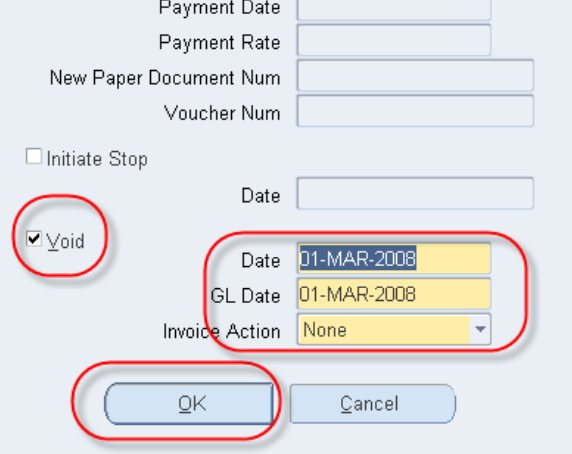 Payment Date
Payment Rate
New Paper Document Num
Voucher Num
Initiate Stop
Date
Void
Date 01-MAR-2008
GL Date 01-MAR-2008
Invoice Action None
OK Cancel